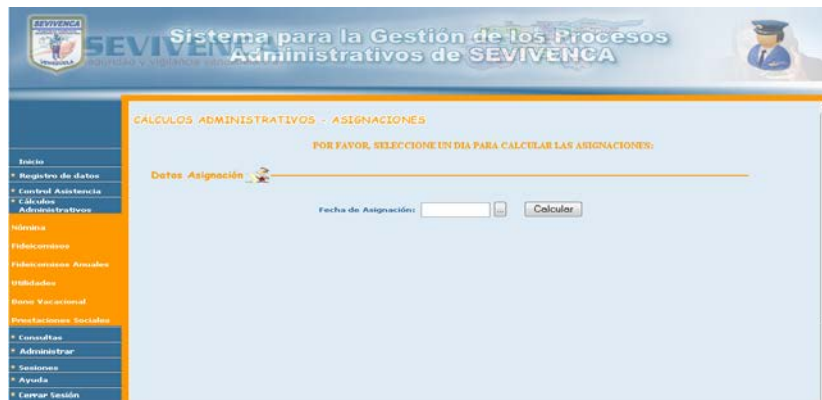 SEVIVENCA
VENEZUELA
SEVIVENCA
Sistema para la Gestión de los Procesos
Administrativos de SEVIVENCA
CALCULOS ADMINISTRATIVOS - ASIGNACIONES
POR FAVOR, SELECCIONE UN DIA PARA CALCULAR LAS ASIGNACIONES:
Datos Asignación
Fecha de Asignación:
...
Calcular
Inicio
* Registro de datos
* Control Asistencia
* Cálculos
Administrativos
Nómina
Fideicomisos
Fideicomisos Anuales
Utilidades
Bono Vacacional
Prestaciones Sociales
* Consultas
* Administrar
* Sesiones
* Ayuda
* Cerrar Sesión